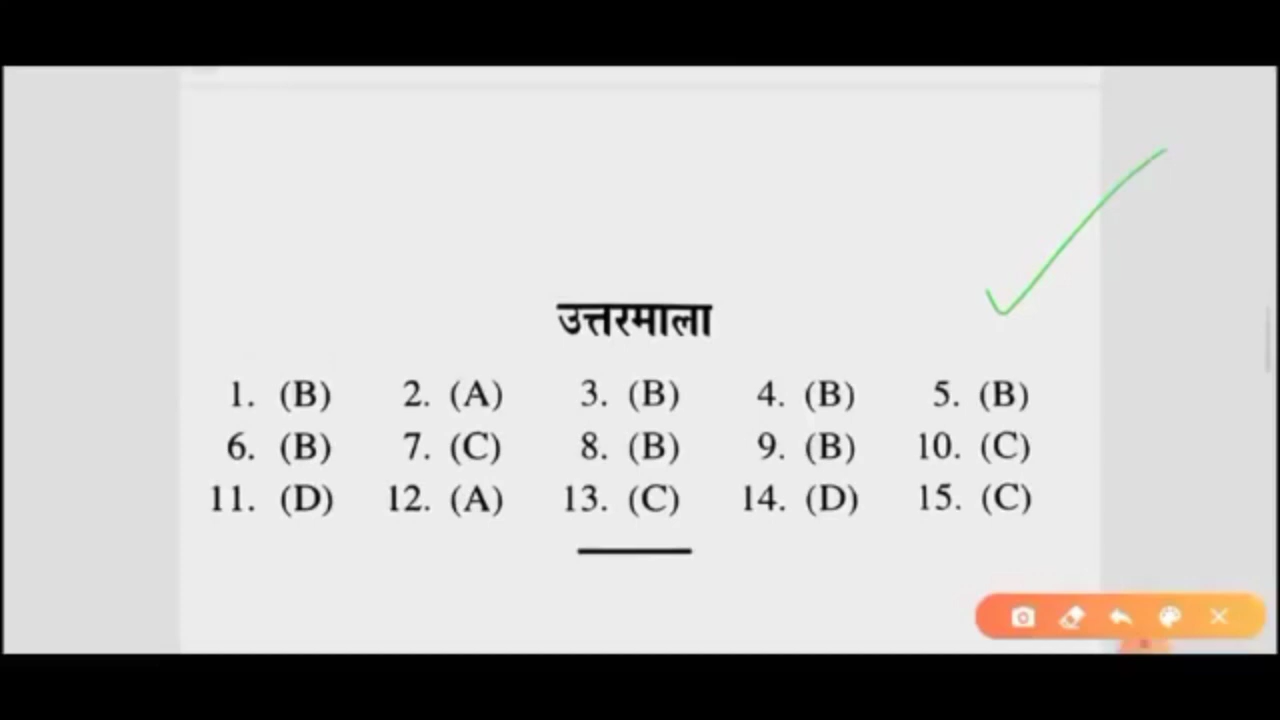 उत्तरमाला
1. (B) 2. (A) 3. (B) 4. (B) 5. (B)
6. (B) 7. (C) 8. (B) 9. (B) 10. (C)
11. (D) 12. (A) 13. (C) 14. (D) 15. (C)